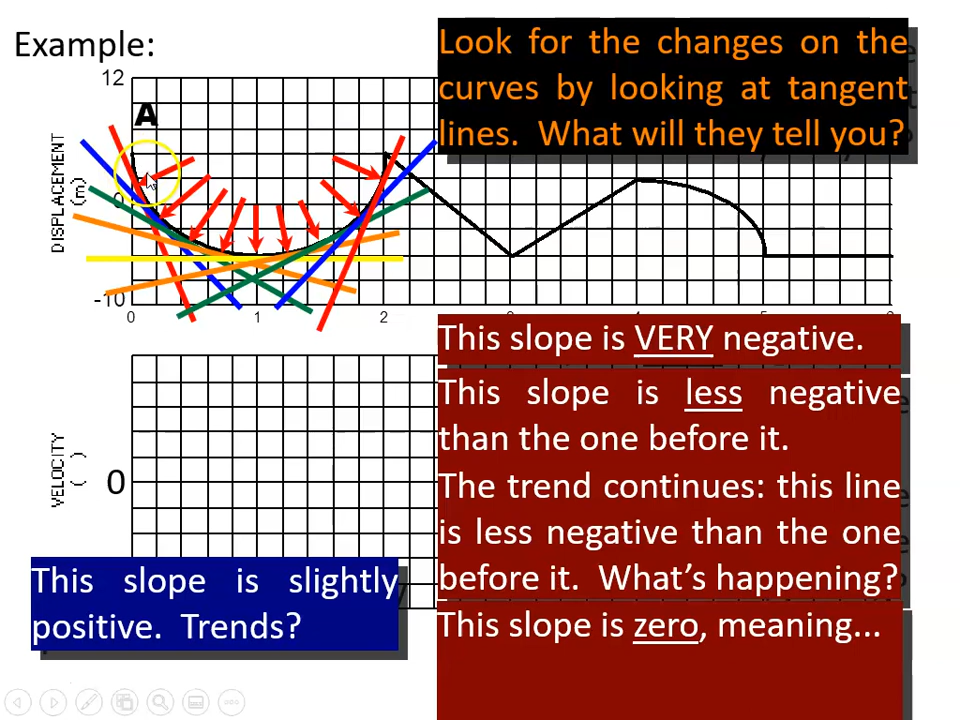 Example:
Look for the changes on the
curves by looking at tangent
lines. What will they tell you?
12
A
DISPLACEMENT
(m)
0
-10
0
1
2
This slope is VERY negative.
This slope is less negative
than the one before it.
The trend continues: this line
is less negative than the one
before it. What's happening?
This slope is zero, meaning...
VELOCITY
( )
0
This slope is slightly
positive. Trends?